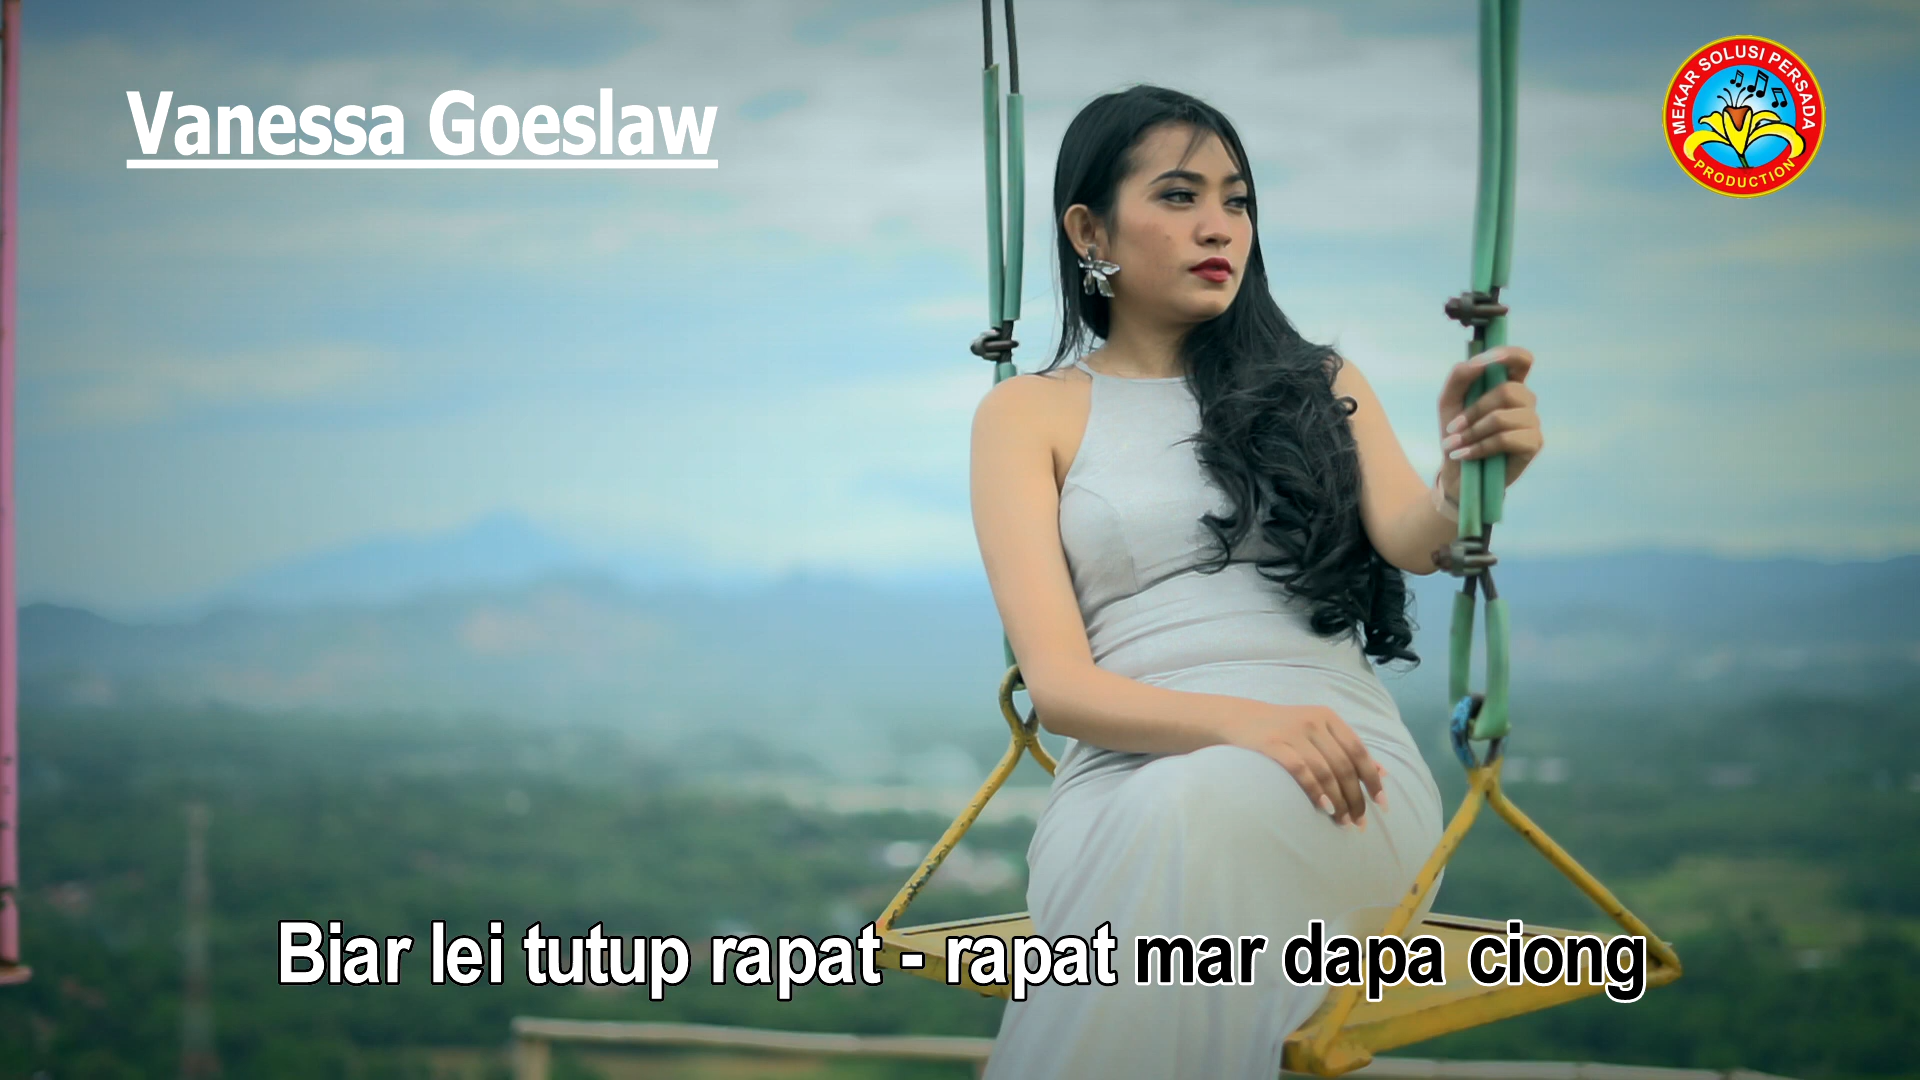 Vanessa Goeslaw
MEKAR SOLUSI PERSADA
PRODUCTION
Biar lei tutup rapat - rapat mar dapa ciong